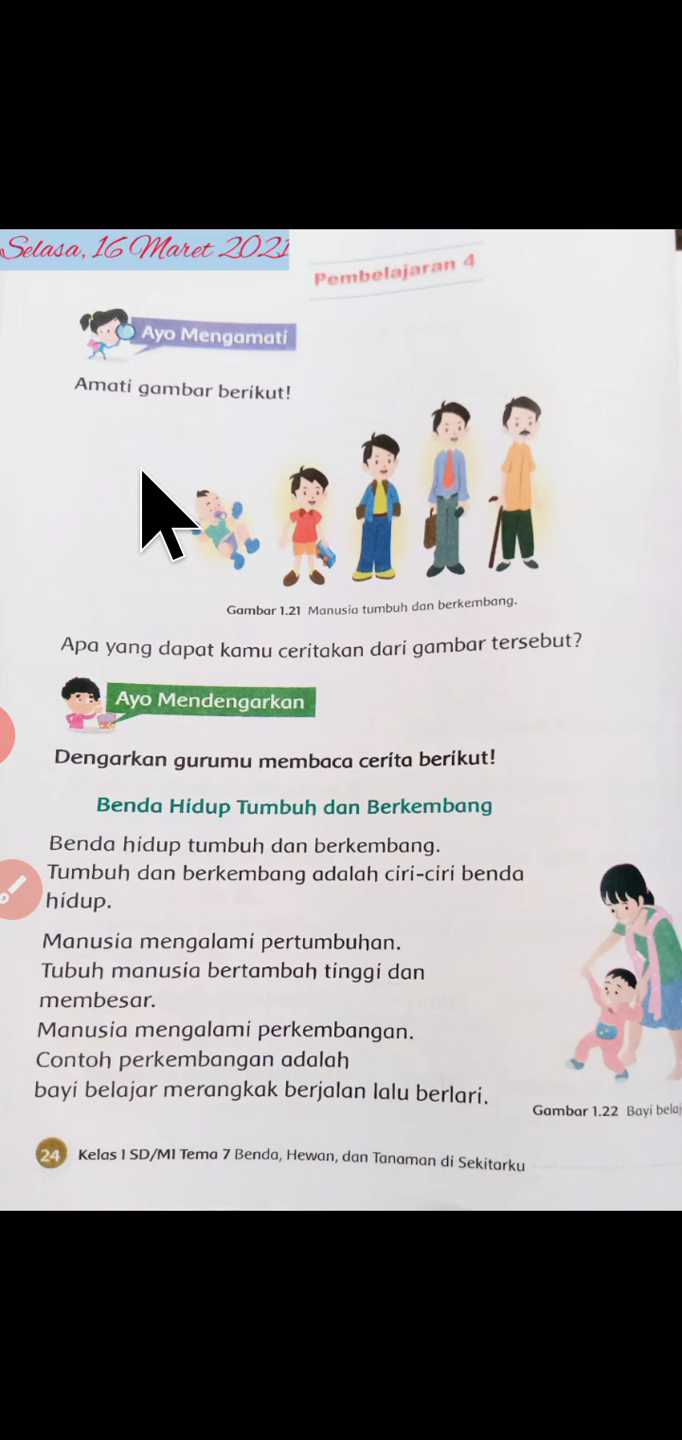 Selasa, 16 Maret 2021
Pembelajaran 4
Ayo Mengamati
Amati gambar berikut!
Gambar 1.21 Manusia tumbuh dan berkembang.
Apa yang dapat kamu ceritakan dari gambar tersebut?
Ayo Mendengarkan
Dengarkan gurumu membaca cerita berikut!
Benda Hidup Tumbuh dan Berkembang
Benda hidup tumbuh dan berkembang.
Tumbuh dan berkembang adalah ciri-ciri benda
hidup.
Manusia mengalami pertumbuhan.
Tubuh manusia bertambah tinggi dan
membesar.
Manusia mengalami perkembangan.
Contoh perkembangan adalah
bayi belajar merangkak berjalan lalu berlari.
Gambar 1.22 Bayi
24 Kelas I SD/MI Tema 7 Benda, Hewan, dan Tanaman di Sekitarku